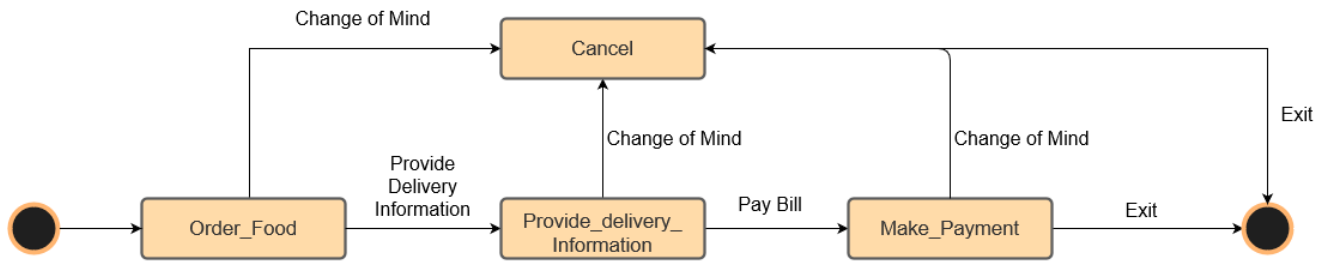 Change of Mind
Cancel
Exit
Change of Mind
Change of Mind
Provide
Delivery
Information
Pay Bill
Exit
Order_Food
Provide_delivery_
Information
Make_Payment